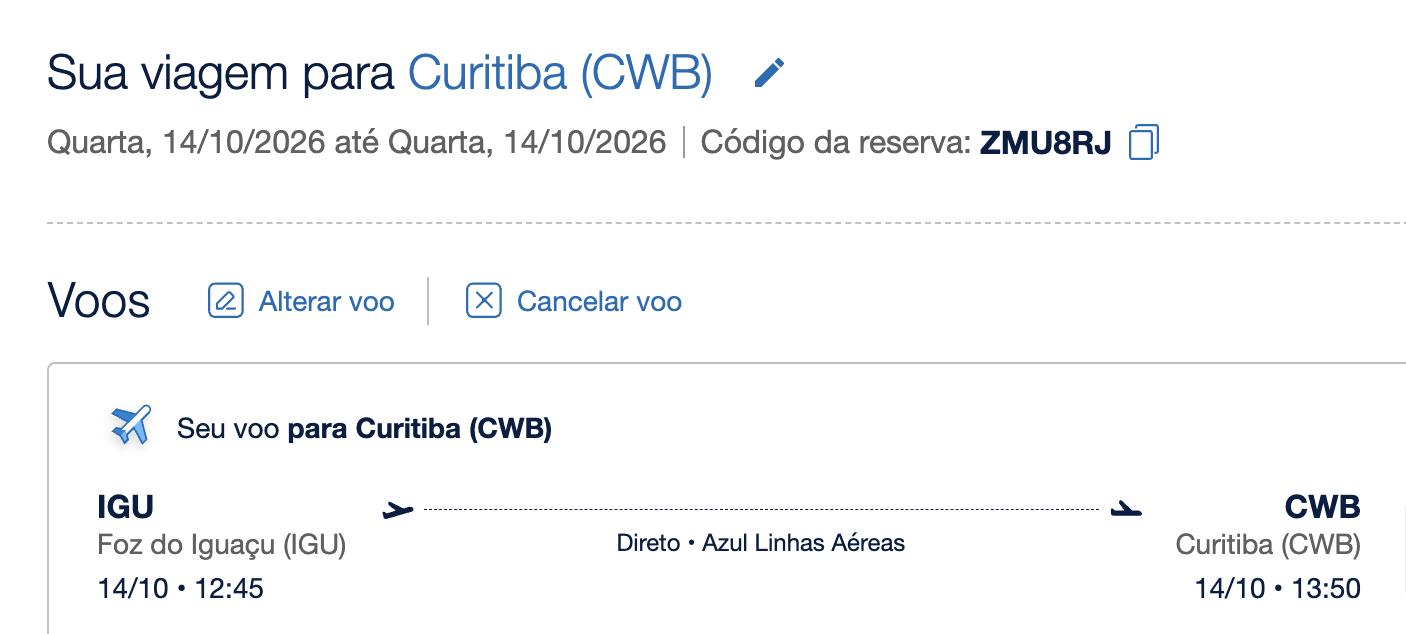 Sua viagem para Curitiba (CWB)
Quarta, 14/10/2026 até Quarta, 14/10/2026 | Código da reserva: ZMU8RJ
Voos Alterar voo | Cancelar voo
Seu voo para Curitiba (CWB)
IGU CWB
Foz do Iguaçu (IGU) Direto • Azul Linhas Aéreas Curitiba (CWB)
14/10 • 12:45 14/10 • 13:50